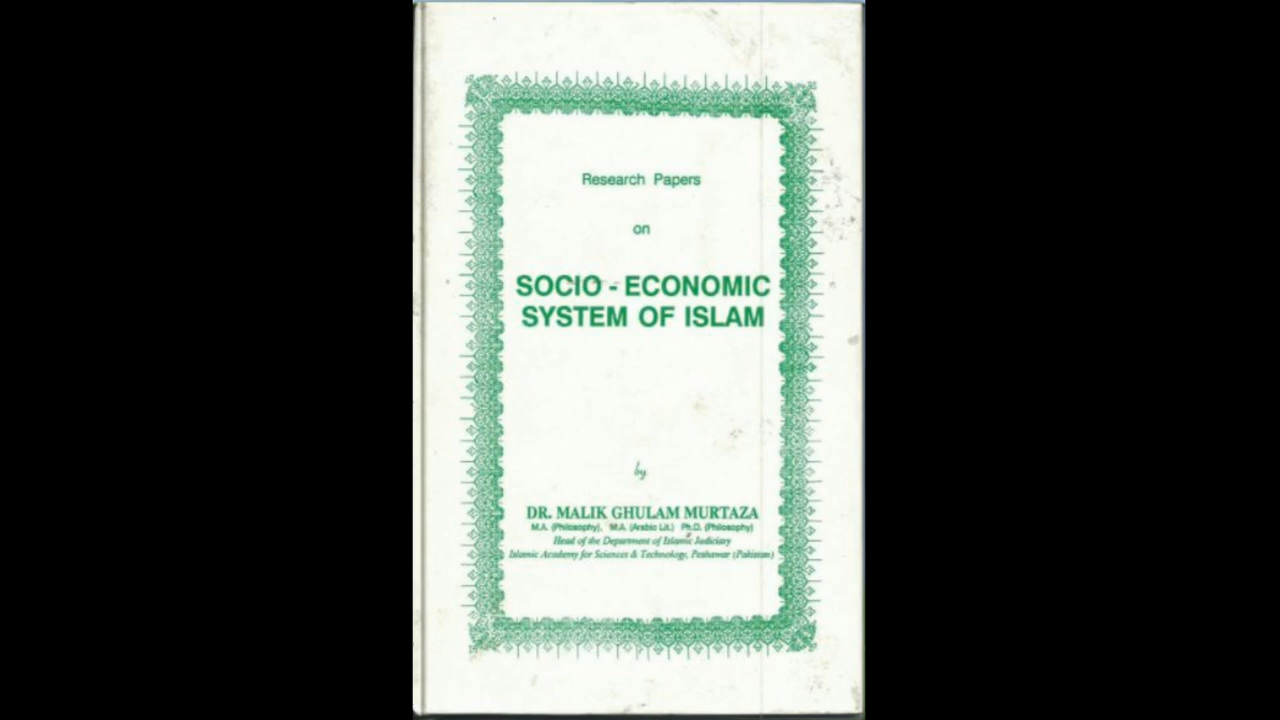 Research Papers
on
SOCIO - ECONOMIC
SYSTEM OF ISLAM
by
DR. MALIK GHULAM MURTAZA
M.A. (Philosophy), M.A. (Arabic Lit.) Ph.D. (Philosophy)
Head of the Department of Islamic Judiciary
Islamic Academy for Sciences & Technology, Peshawar (Pakistan)